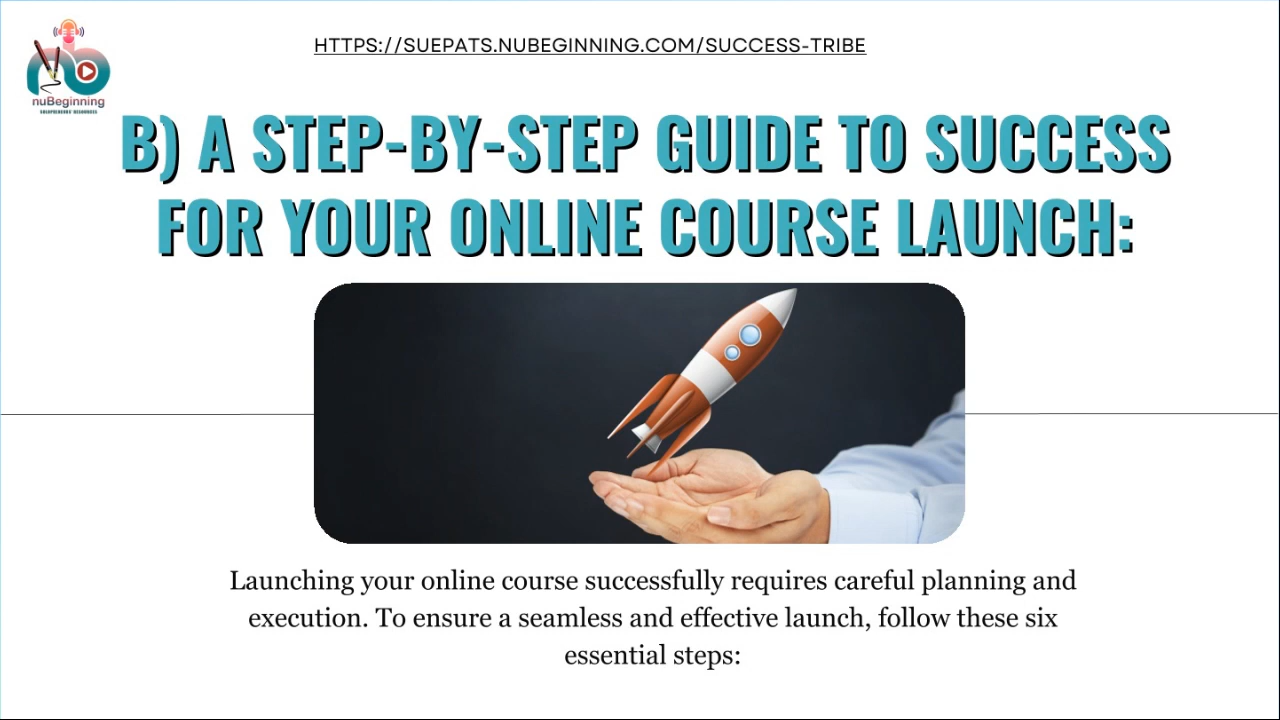 HTTPS://SUEPATS.NUBEGINNING.COM/SUCCESS-TRIBE
nuBeginning
SOLOPRENEURS' RESOURCES
B) A STEP-BY-STEP GUIDE TO SUCCESS
FOR YOUR ONLINE COURSE LAUNCH:
Launching your online course successfully requires careful planning and
execution. To ensure a seamless and effective launch, follow these six
essential steps: